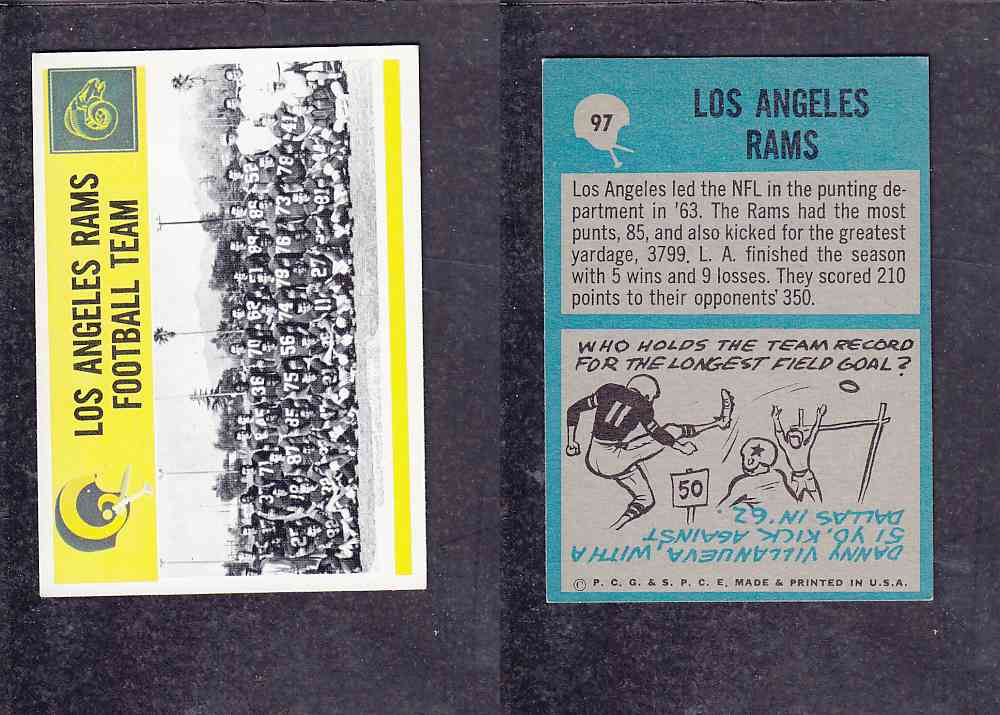 LOS ANGELES RAMS
FOOTBALL TEAM
97
LOS ANGELES
RAMS
Los Angeles led the NFL in the punting de-
partment in '63. The Rams had the most
punts, 85, and also kicked for the greatest
yardage, 3799. L. A. finished the season
with 5 wins and 9 losses. They scored 210
points to their opponents' 350.
WHO HOLDS THE TEAM RECORD
FOR THE LONGEST FIELD GOAL?
11
50
DANNY VILLANUEVA, WITH A
51 YD. KICK AGAINST
DALLAS IN '62.
© P. C. G. & S. P. C. E, MADE & PRINTED IN U.S.A.